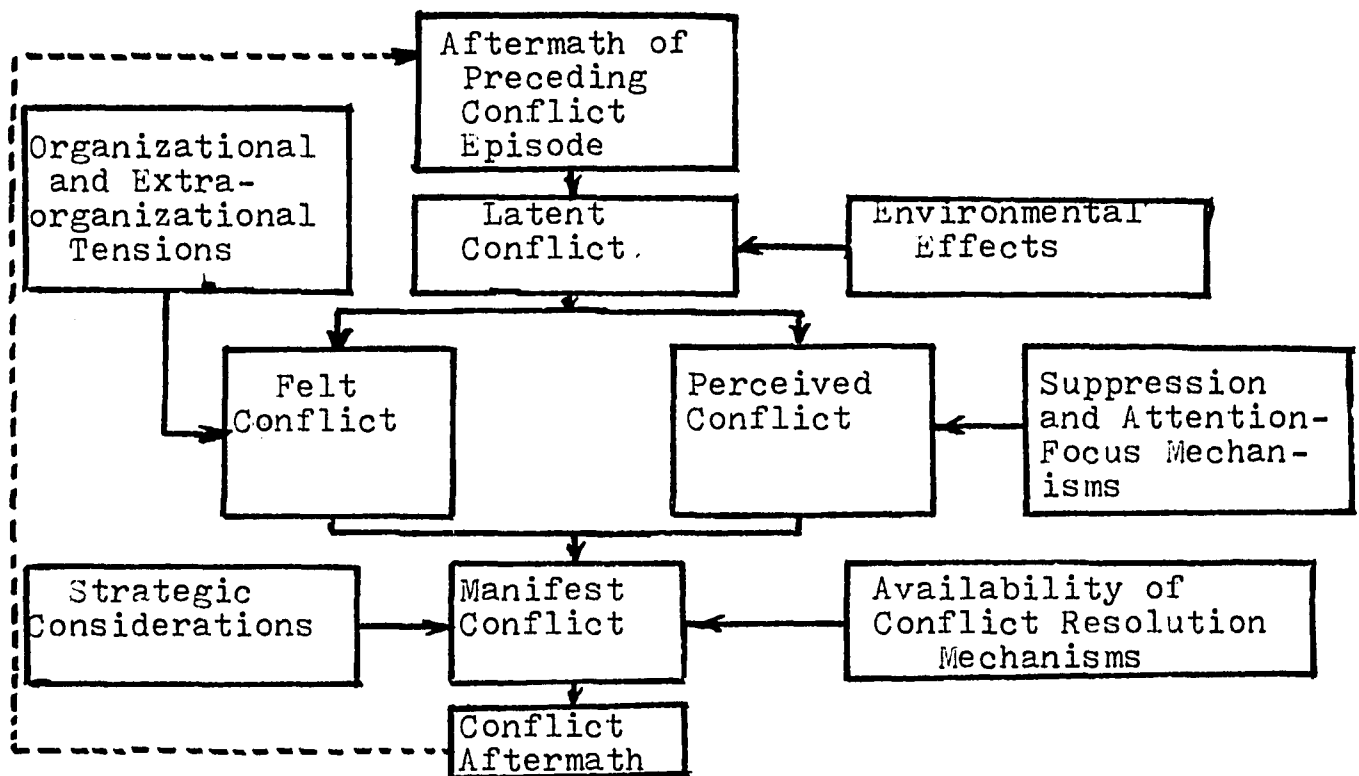 Aftermath of
Preceding
Conflict
Episode
Organizational
and Extra-
organizational
Tensions
Latent
Conflict.
Environmental
Effects
Felt
Conflict
Perceived
Conflict
Suppression
and Attention-
Focus Mechan-
isms
Strategic
Considerations
Manifest
Conflict
Availability of
Conflict Resolution
Mechanisms
Conflict
Aftermath